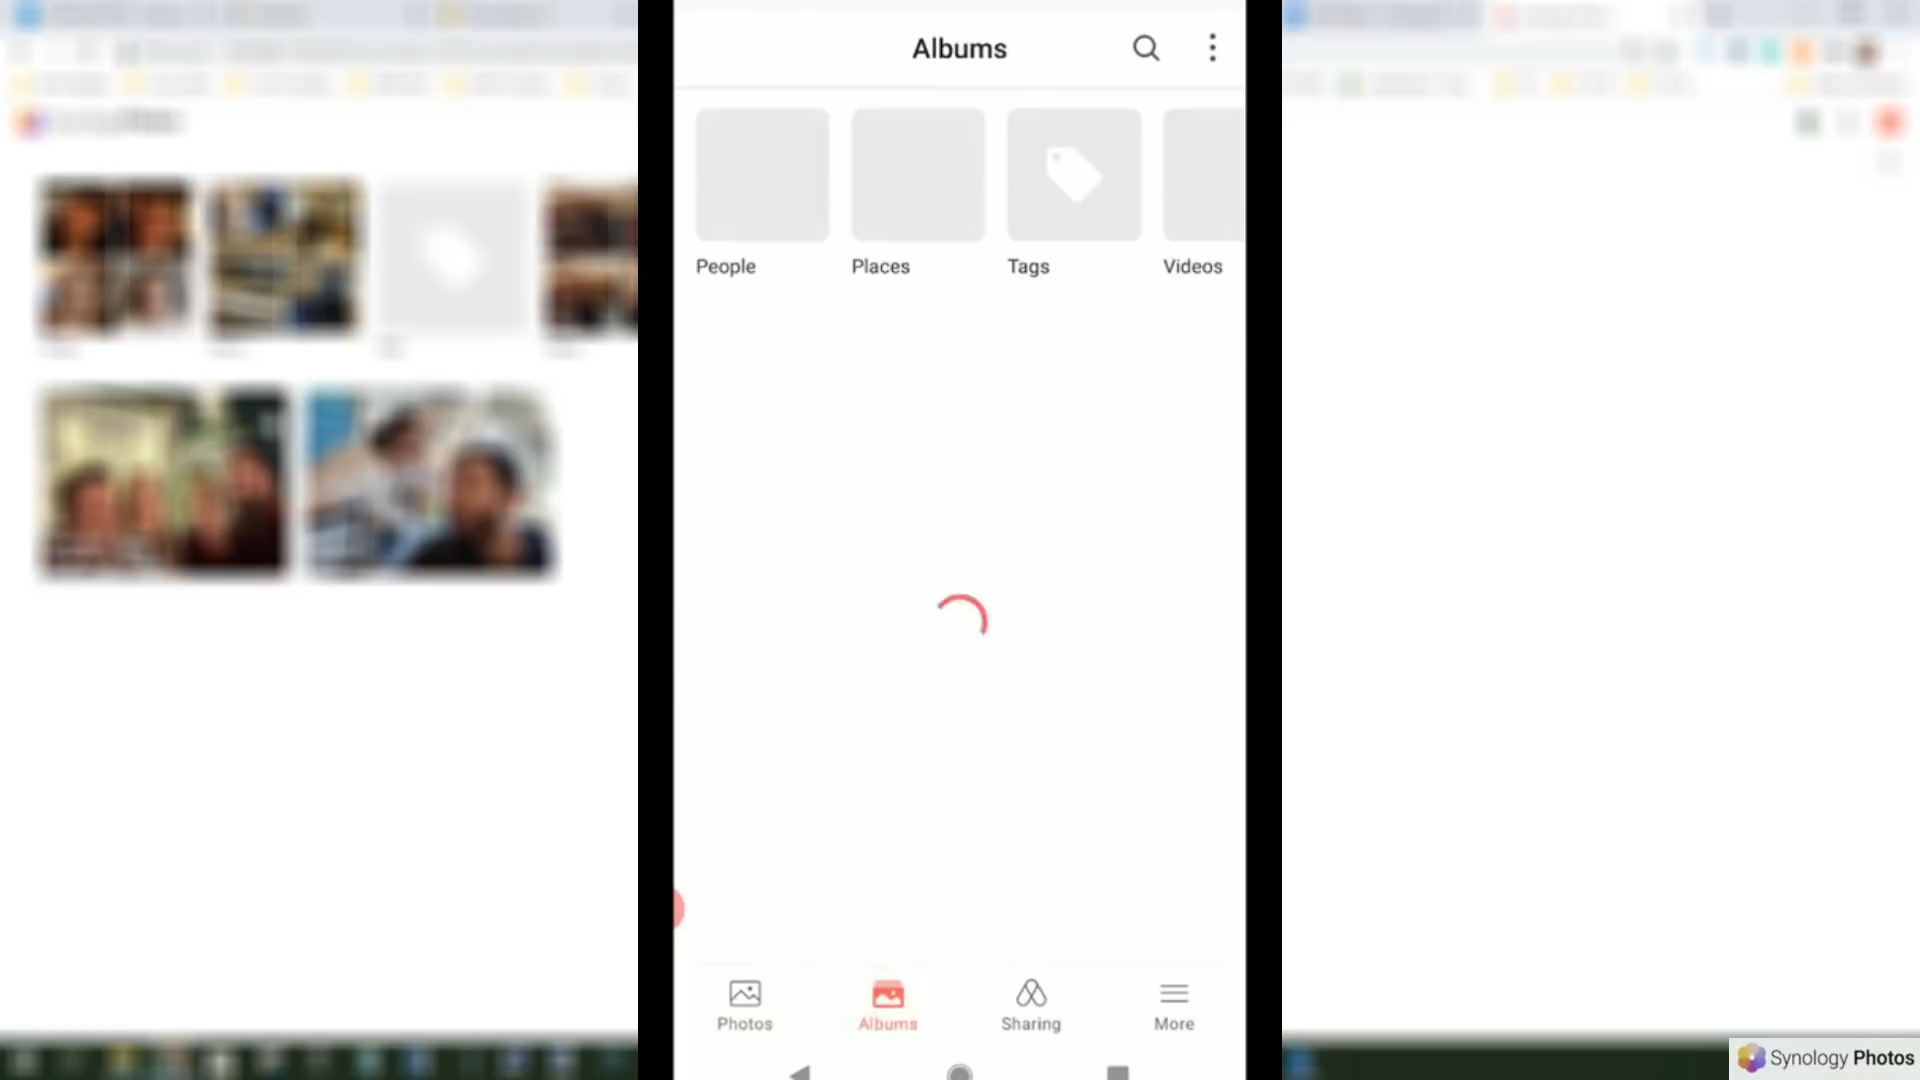 Albums
People
Places
Tags
Videos
Photos
Albums
Sharing
More
Synology Photos